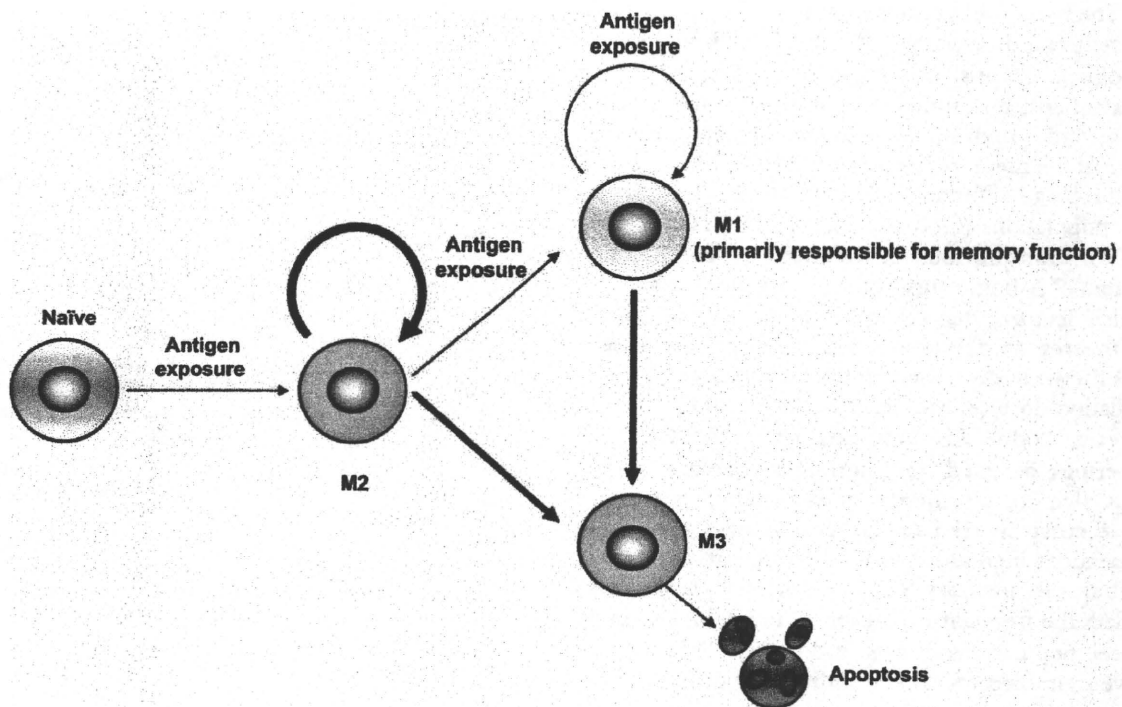 Antigen
exposure
M1
(primarily responsible for memory function)
Antigen
exposure
Naïve
Antigen
exposure
M2
M3
Apoptosis